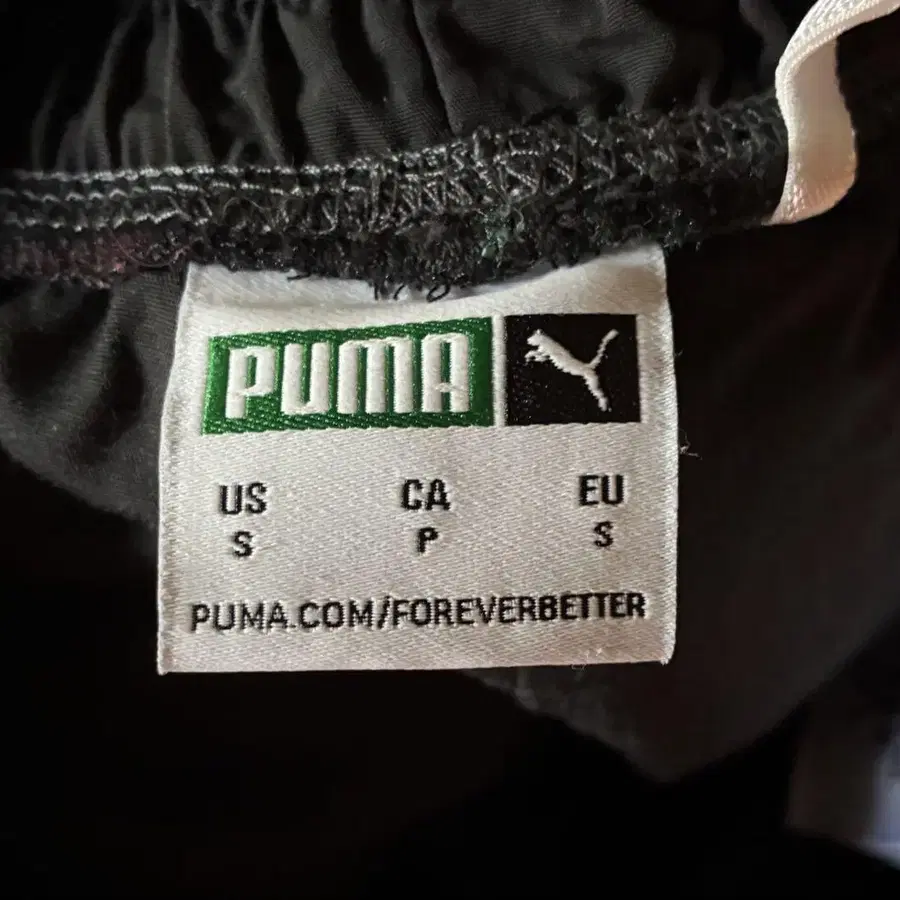 PUMA
US CA EU
S P S
PUMA.COM/FOREVERBETTER